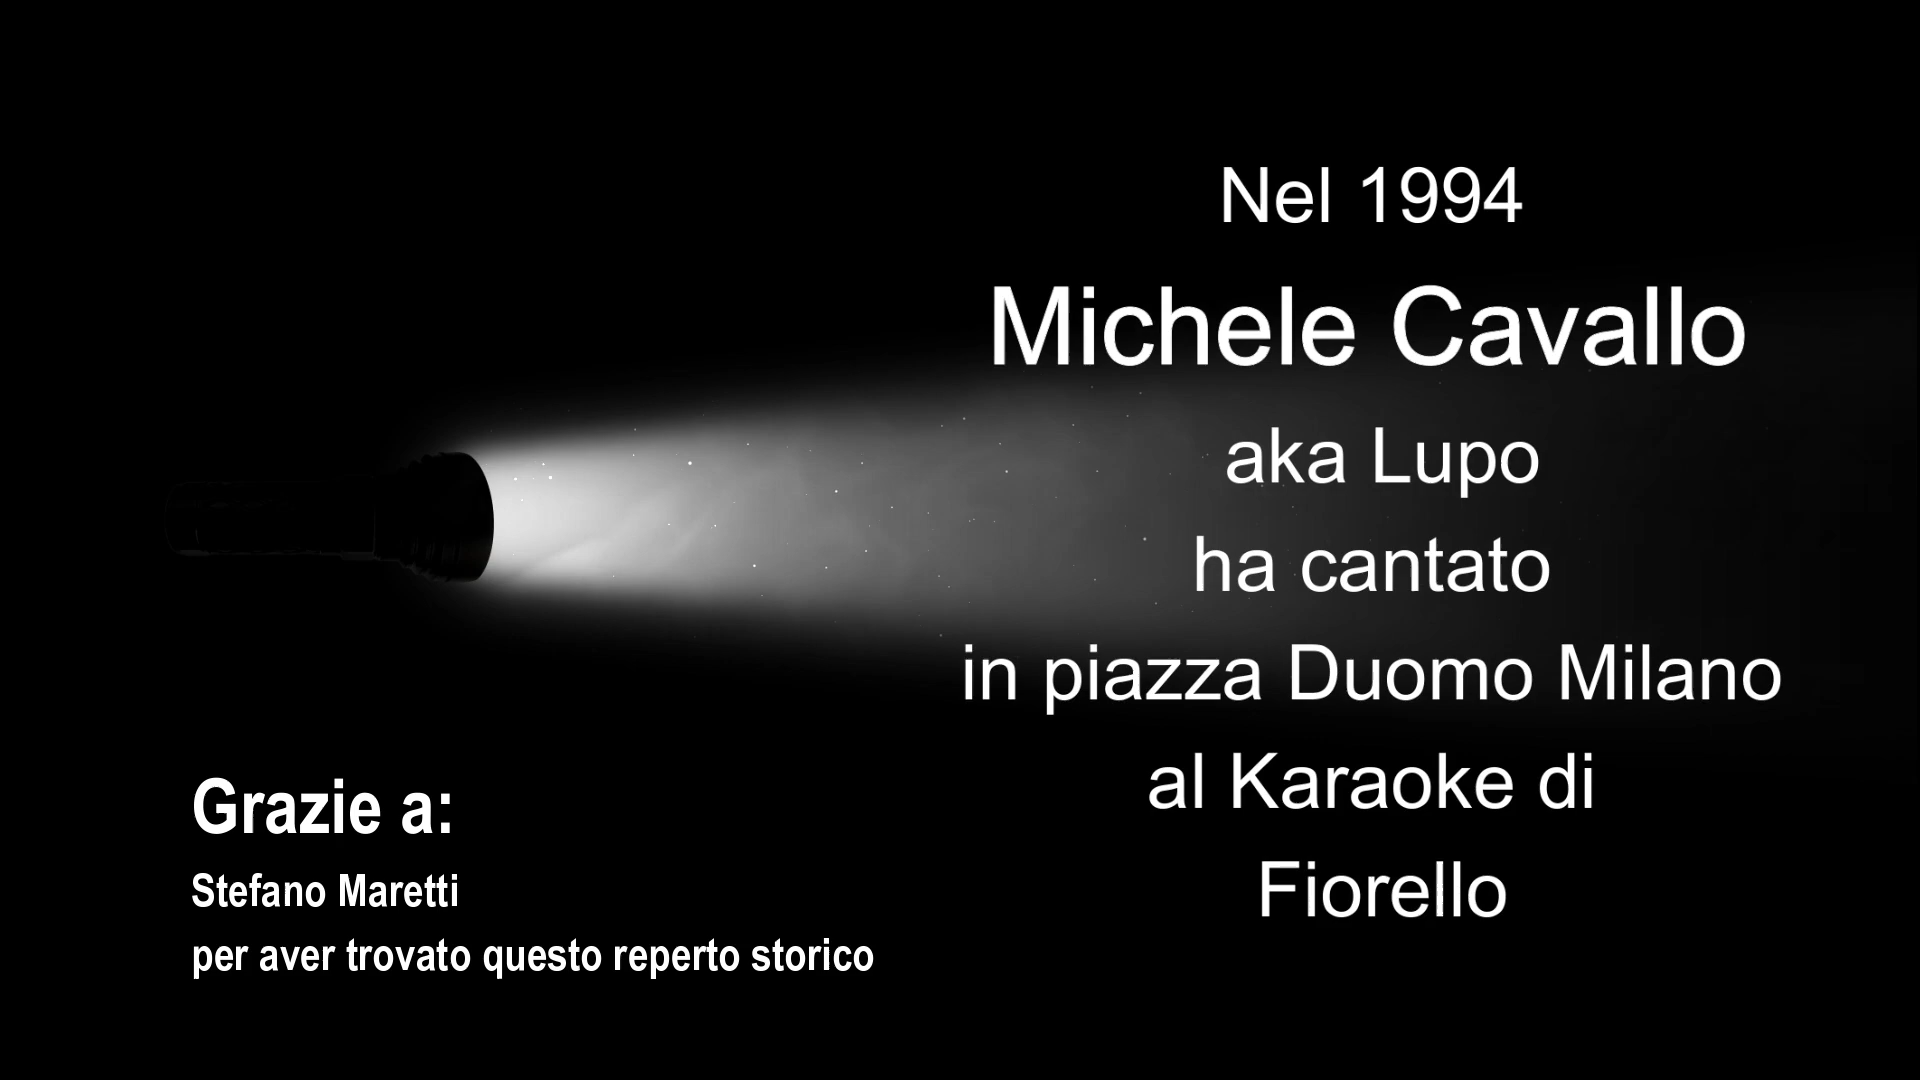 Nel 1994
Michele Cavallo
aka Lupo
ha cantato
in piazza Duomo Milano
al Karaoke di
Fiorello
Grazie a:
Stefano Maretti
per aver trovato questo reperto storico